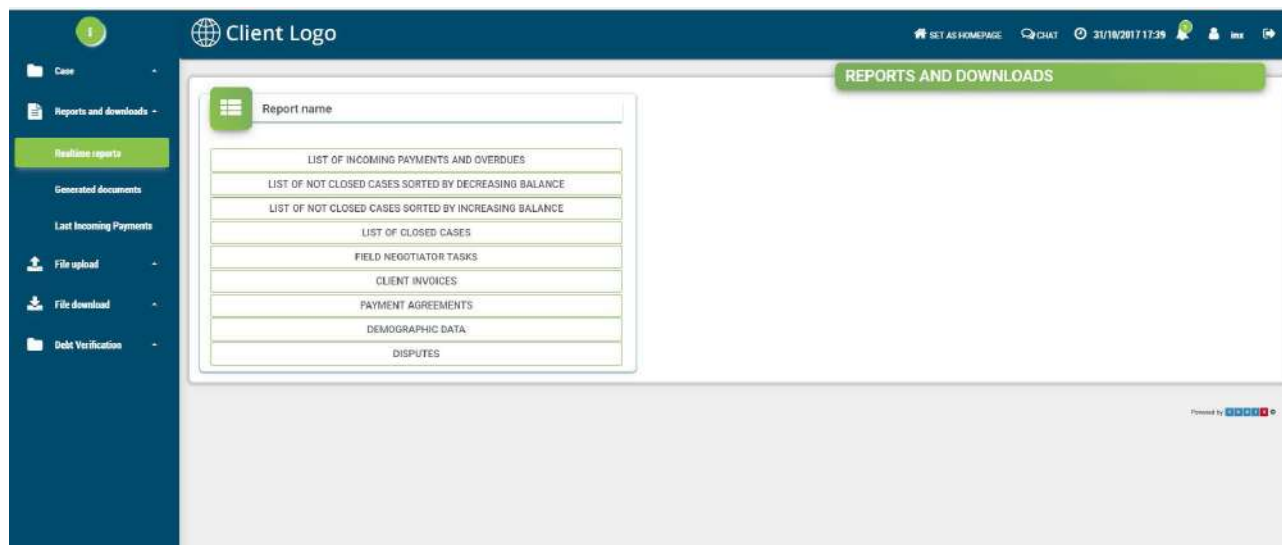 Client Logo
SET AS HOMEPAGE CHAT 31/10/2017 17:39 imx
Case
Reports and downloads
Realtime reports
Generated documents
Last Incoming Payments
File upload
File download
Debt Verification
REPORTS AND DOWNLOADS
Report name
LIST OF INCOMING PAYMENTS AND OVERDUES
LIST OF NOT CLOSED CASES SORTED BY DECREASING BALANCE
LIST OF NOT CLOSED CASES SORTED BY INCREASING BALANCE
LIST OF CLOSED CASES
FIELD NEGOTIATOR TASKS
CLIENT INVOICES
PAYMENT AGREEMENTS
DEMOGRAPHIC DATA
DISPUTES
Powered by